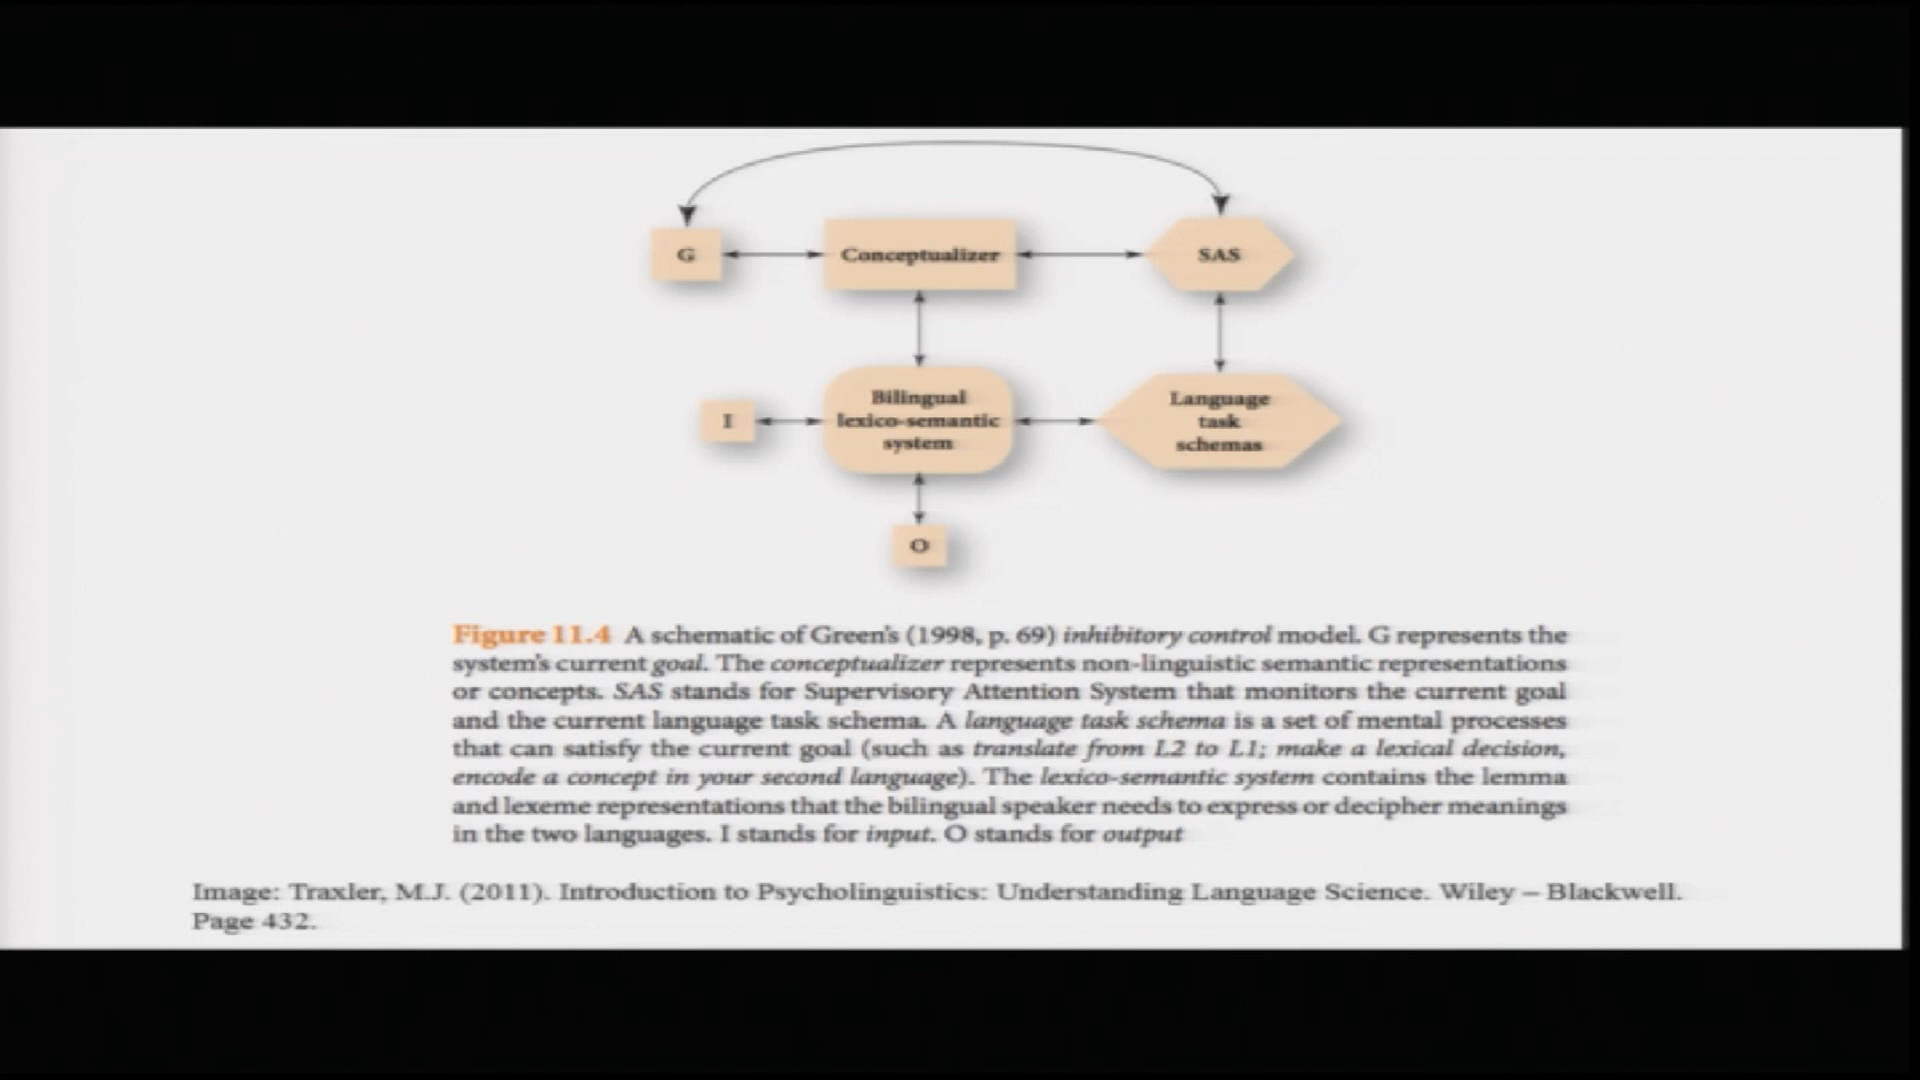 G
Conceptualizer
SAS
I
Bilingual
lexico-semantic
system
Language
task
schemas
O
Figure 11.4 A schematic of Green's (1998, p. 69) inhibitory control model. G represents the
system's current goal. The conceptualizer represents non-linguistic semantic representations
or concepts. SAS stands for Supervisory Attention System that monitors the current goal
and the current language task schema. A language task schema is a set of mental processes
that can satisfy the current goal (such as translate from L2 to L1; make a lexical decision,
encode a concept in your second language). The lexico-semantic system contains the lemma
and lexeme representations that the bilingual speaker needs to express or decipher meanings
in the two languages. I stands for input. O stands for output
Image: Traxler, M.J. (2011). Introduction to Psycholinguistics: Understanding Language Science. Wiley – Blackwell.
Page 432.